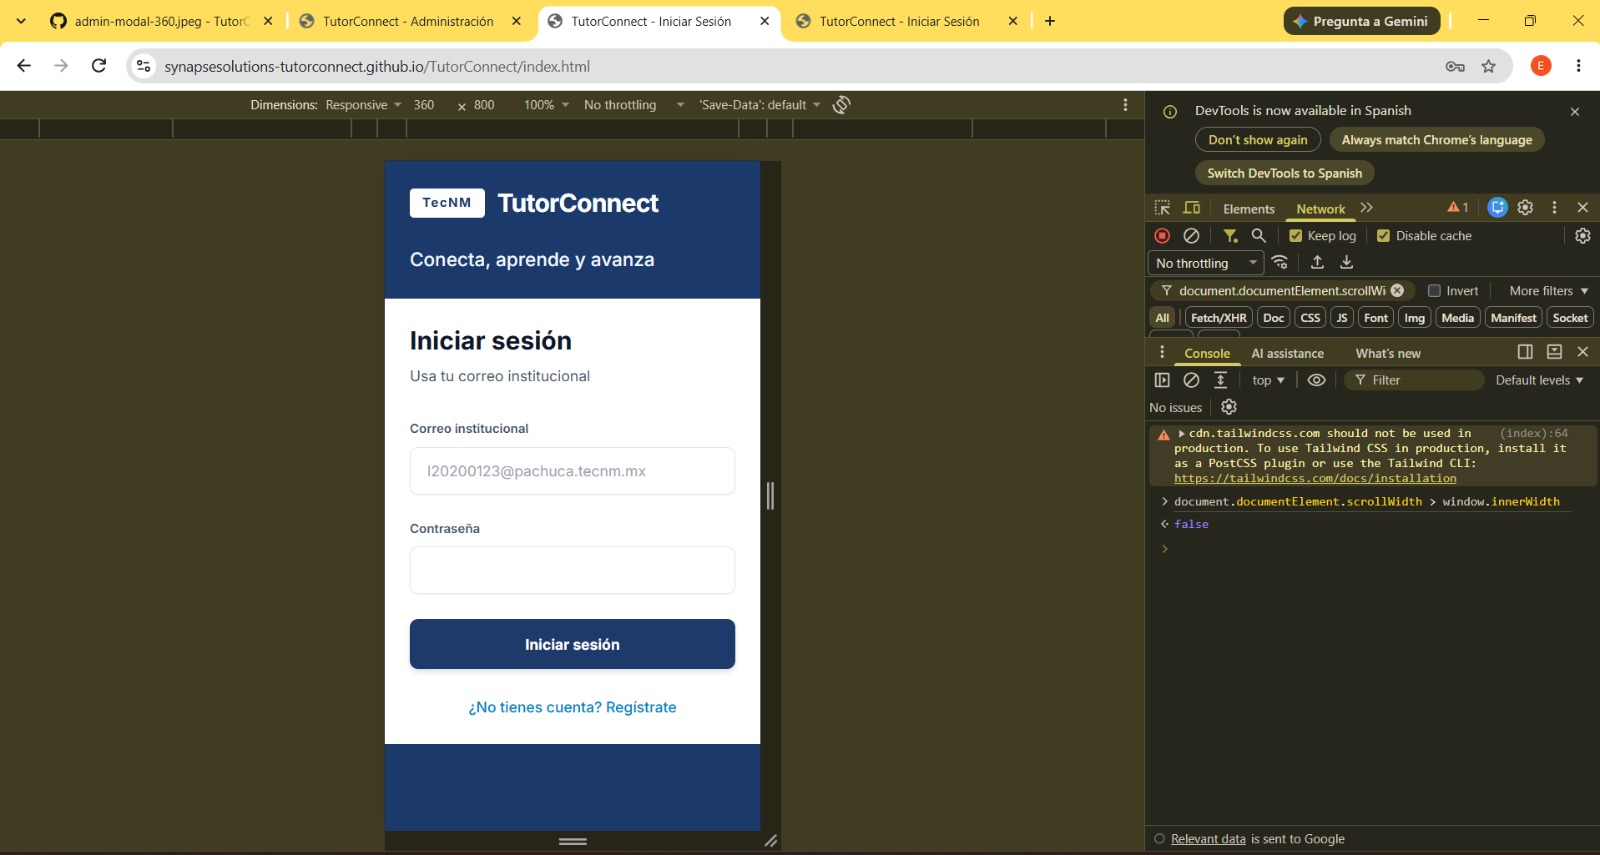 admin-modal-360.jpeg - TutorC
TutorConnect - Administración
TutorConnect - Iniciar Sesión
TutorConnect - Iniciar Sesión
Pregunta a Gemini
synapsesolutions-tutorconnect.github.io/TutorConnect/index.html
E
Dimensions: Responsive 360 x 800 100% No throttling 'Save-Data': default
TecNM TutorConnect
Conecta, aprende y avanza
Iniciar sesión
Usa tu correo institucional
Correo institucional
l20200123@pachuca.tecnm.mx
Contraseña
Iniciar sesión
¿No tienes cuenta? Regístrate
DevTools is now available in Spanish
Don't show again Always match Chrome's language
Switch DevTools to Spanish
Elements Network 1
Keep log Disable cache
No throttling
document.documentElement.scrollWi Invert More filters
All Fetch/XHR Doc CSS JS Font Img Media Manifest Socket
Console AI assistance What's new
top Filter Default levels
No issues
cdn.tailwindcss.com should not be used in (index):64
production. To use Tailwind CSS in production, install it
as a PostCSS plugin or use the Tailwind CLI:
https://tailwindcss.com/docs/installation
> document.documentElement.scrollWidth > window.innerWidth
false
>
Relevant data is sent to Google